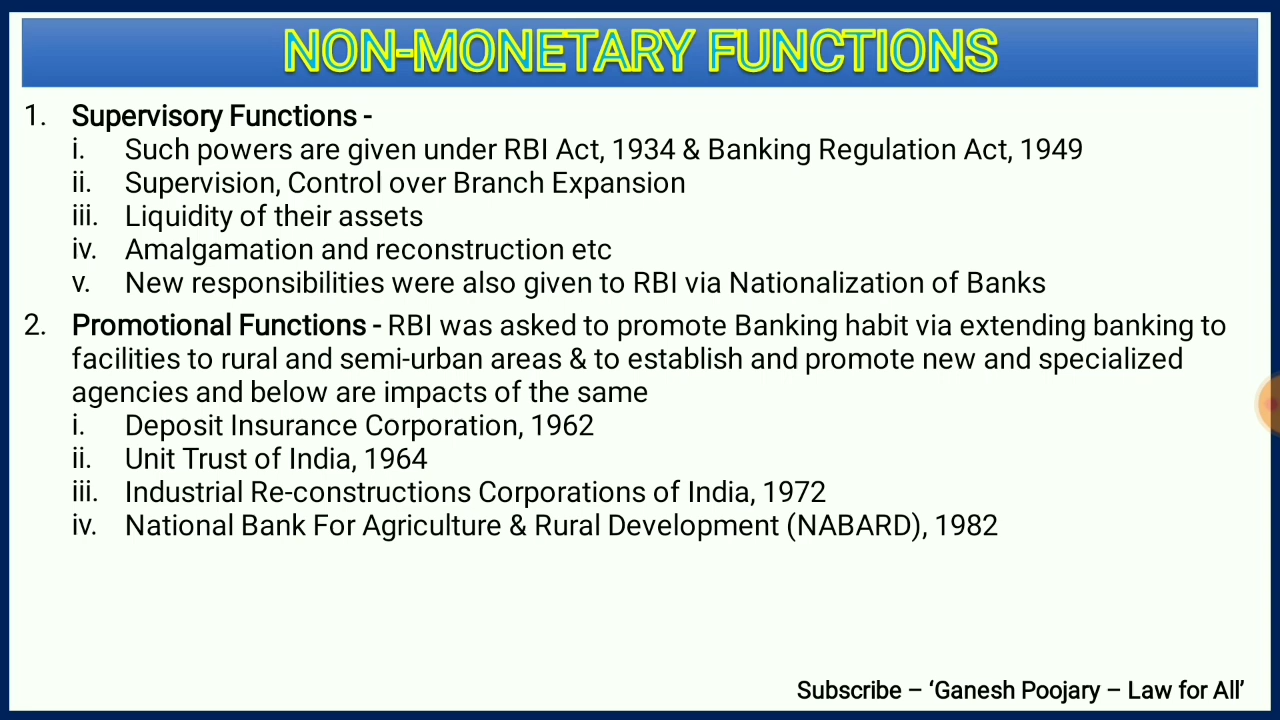 NON-MONETARY FUNCTIONS
1. Supervisory Functions -
i. Such powers are given under RBI Act, 1934 & Banking Regulation Act, 1949
ii. Supervision, Control over Branch Expansion
iii. Liquidity of their assets
iv. Amalgamation and reconstruction etc
v. New responsibilities were also given to RBI via Nationalization of Banks
2. Promotional Functions - RBI was asked to promote Banking habit via extending banking to
facilities to rural and semi-urban areas & to establish and promote new and specialized
agencies and below are impacts of the same
i. Deposit Insurance Corporation, 1962
ii. Unit Trust of India, 1964
iii. Industrial Re-constructions Corporations of India, 1972
iv. National Bank For Agriculture & Rural Development (NABARD), 1982
Subscribe – ‘Ganesh Poojary – Law for All’